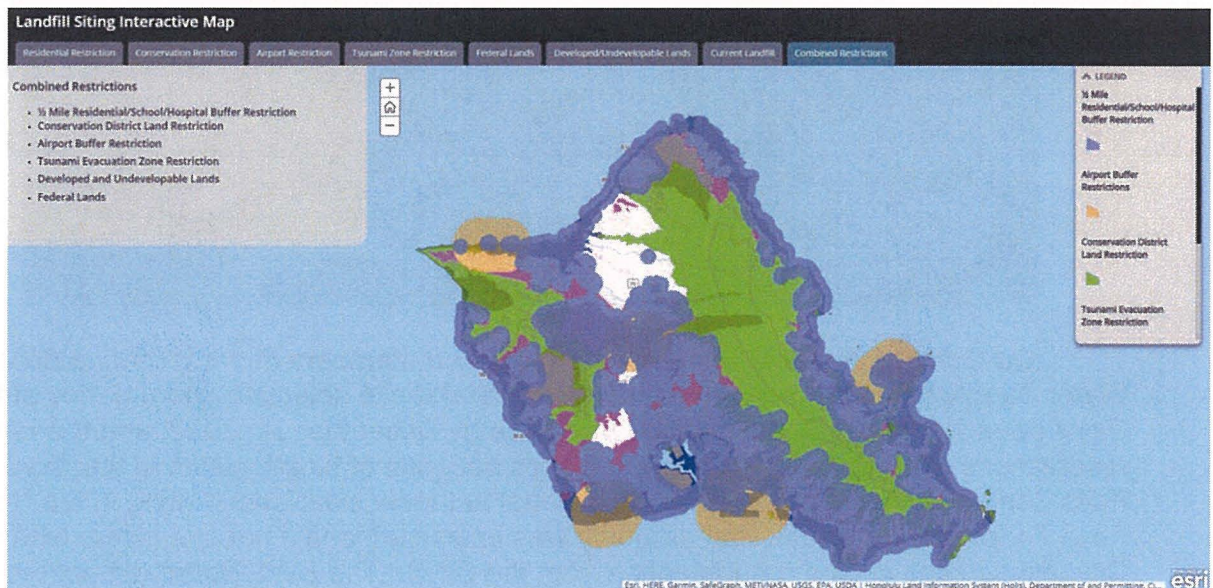 Landfill Siting Interactive Map
Residential Restriction
Conservation Restriction
Airport Restriction
Tsunami Zone Restriction
Federal Lands
Developed/Undevelopable Lands
Current Landfill
Combined Restrictions
Combined Restrictions
• ½ Mile Residential/School/Hospital Buffer Restriction
• Conservation District Land Restriction
• Airport Buffer Restriction
• Tsunami Evacuation Zone Restriction
• Developed and Undevelopable Lands
• Federal Lands
+
−
LEGEND
½ Mile
Residential/School/Hospital
Buffer Restriction
Airport Buffer
Restrictions
Conservation District
Land Restriction
Tsunami Evacuation
Zone Restriction
Esri, HERE, Garmin, SafeGraph, METI/NASA, USGS, EPA, USDA | Honolulu Land Information System (HoLIS), Department of and Permitting, Ci...
esri